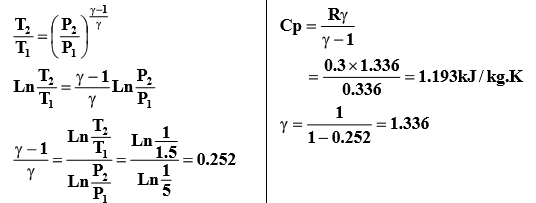 T₂/T₁ = (P₂/P₁)^((γ−1)/γ)
Ln T₂/T₁ = (γ−1)/γ Ln P₂/P₁
(γ−1)/γ = (Ln T₂/T₁)/(Ln P₂/P₁) = (Ln 1/1.5)/(Ln 1/5) = 0.252
Cp = Rγ/(γ−1)
= (0.3×1.336)/0.336 = 1.193kJ/kg.K
γ = 1/(1−0.252) = 1.336